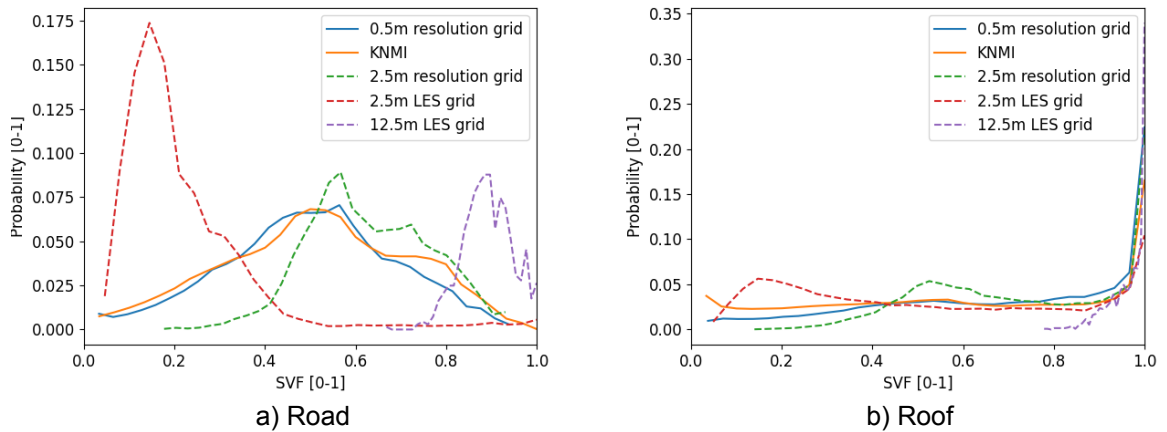 0.175
0.150
0.125
0.100
0.075
0.050
0.025
0.000
Probability [0-1]
0.0 0.2 0.4 0.6 0.8 1.0
SVF [0-1]
0.5m resolution grid
KNMI
2.5m resolution grid
2.5m LES grid
12.5m LES grid
a) Road
0.35
0.30
0.25
0.20
0.15
0.10
0.05
0.00
Probability [0-1]
0.0 0.2 0.4 0.6 0.8 1.0
SVF [0-1]
0.5m resolution grid
KNMI
2.5m resolution grid
2.5m LES grid
12.5m LES grid
b) Roof